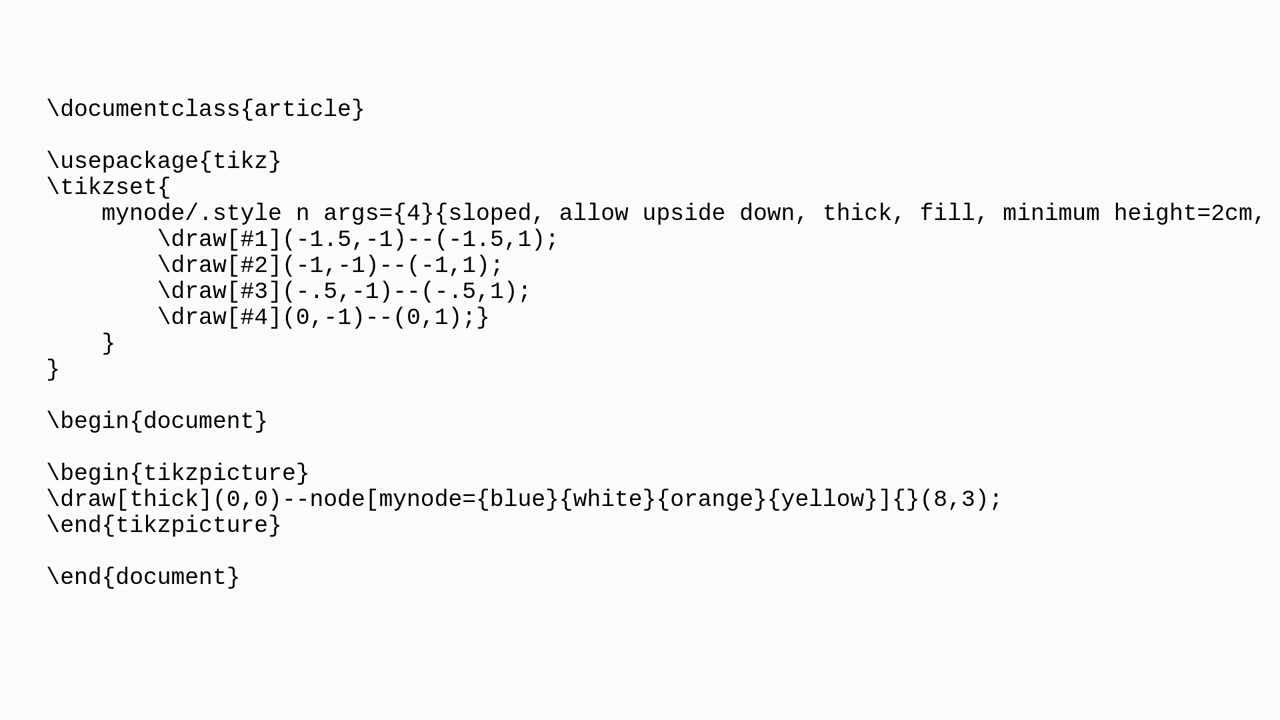 \documentclass{article}
\usepackage{tikz}
\tikzset{
    mynode/.style n args={4}{sloped, allow upside down, thick, fill, minimum height=2cm,
        \draw[#1](-1.5,-1)--(-1.5,1);
        \draw[#2](-1,-1)--(-1,1);
        \draw[#3](-.5,-1)--(-.5,1);
        \draw[#4](0,-1)--(0,1);}
    }
}
\begin{document}
\begin{tikzpicture}
\draw[thick](0,0)--node[mynode={blue}{white}{orange}{yellow}]{}(8,3);
\end{tikzpicture}
\end{document}